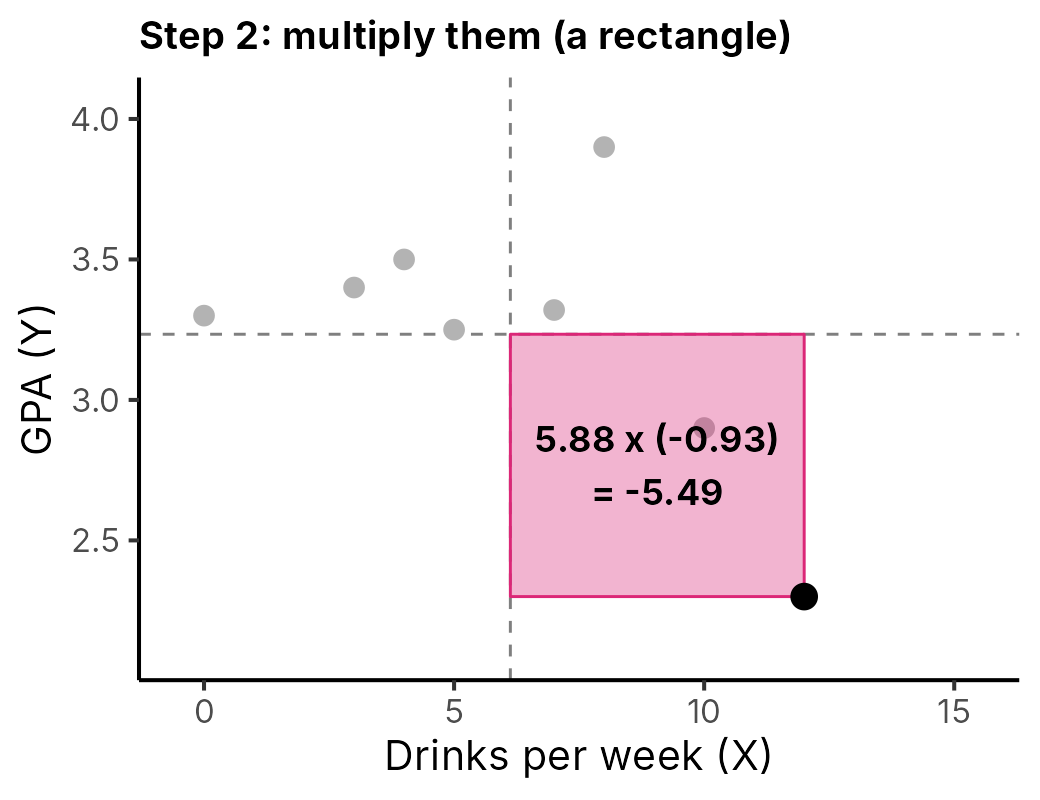 Step 2: multiply them (a rectangle)
GPA (Y)
4.0
3.5
3.0
2.5
5.88 x (-0.93)
= -5.49
0 5 10 15
Drinks per week (X)